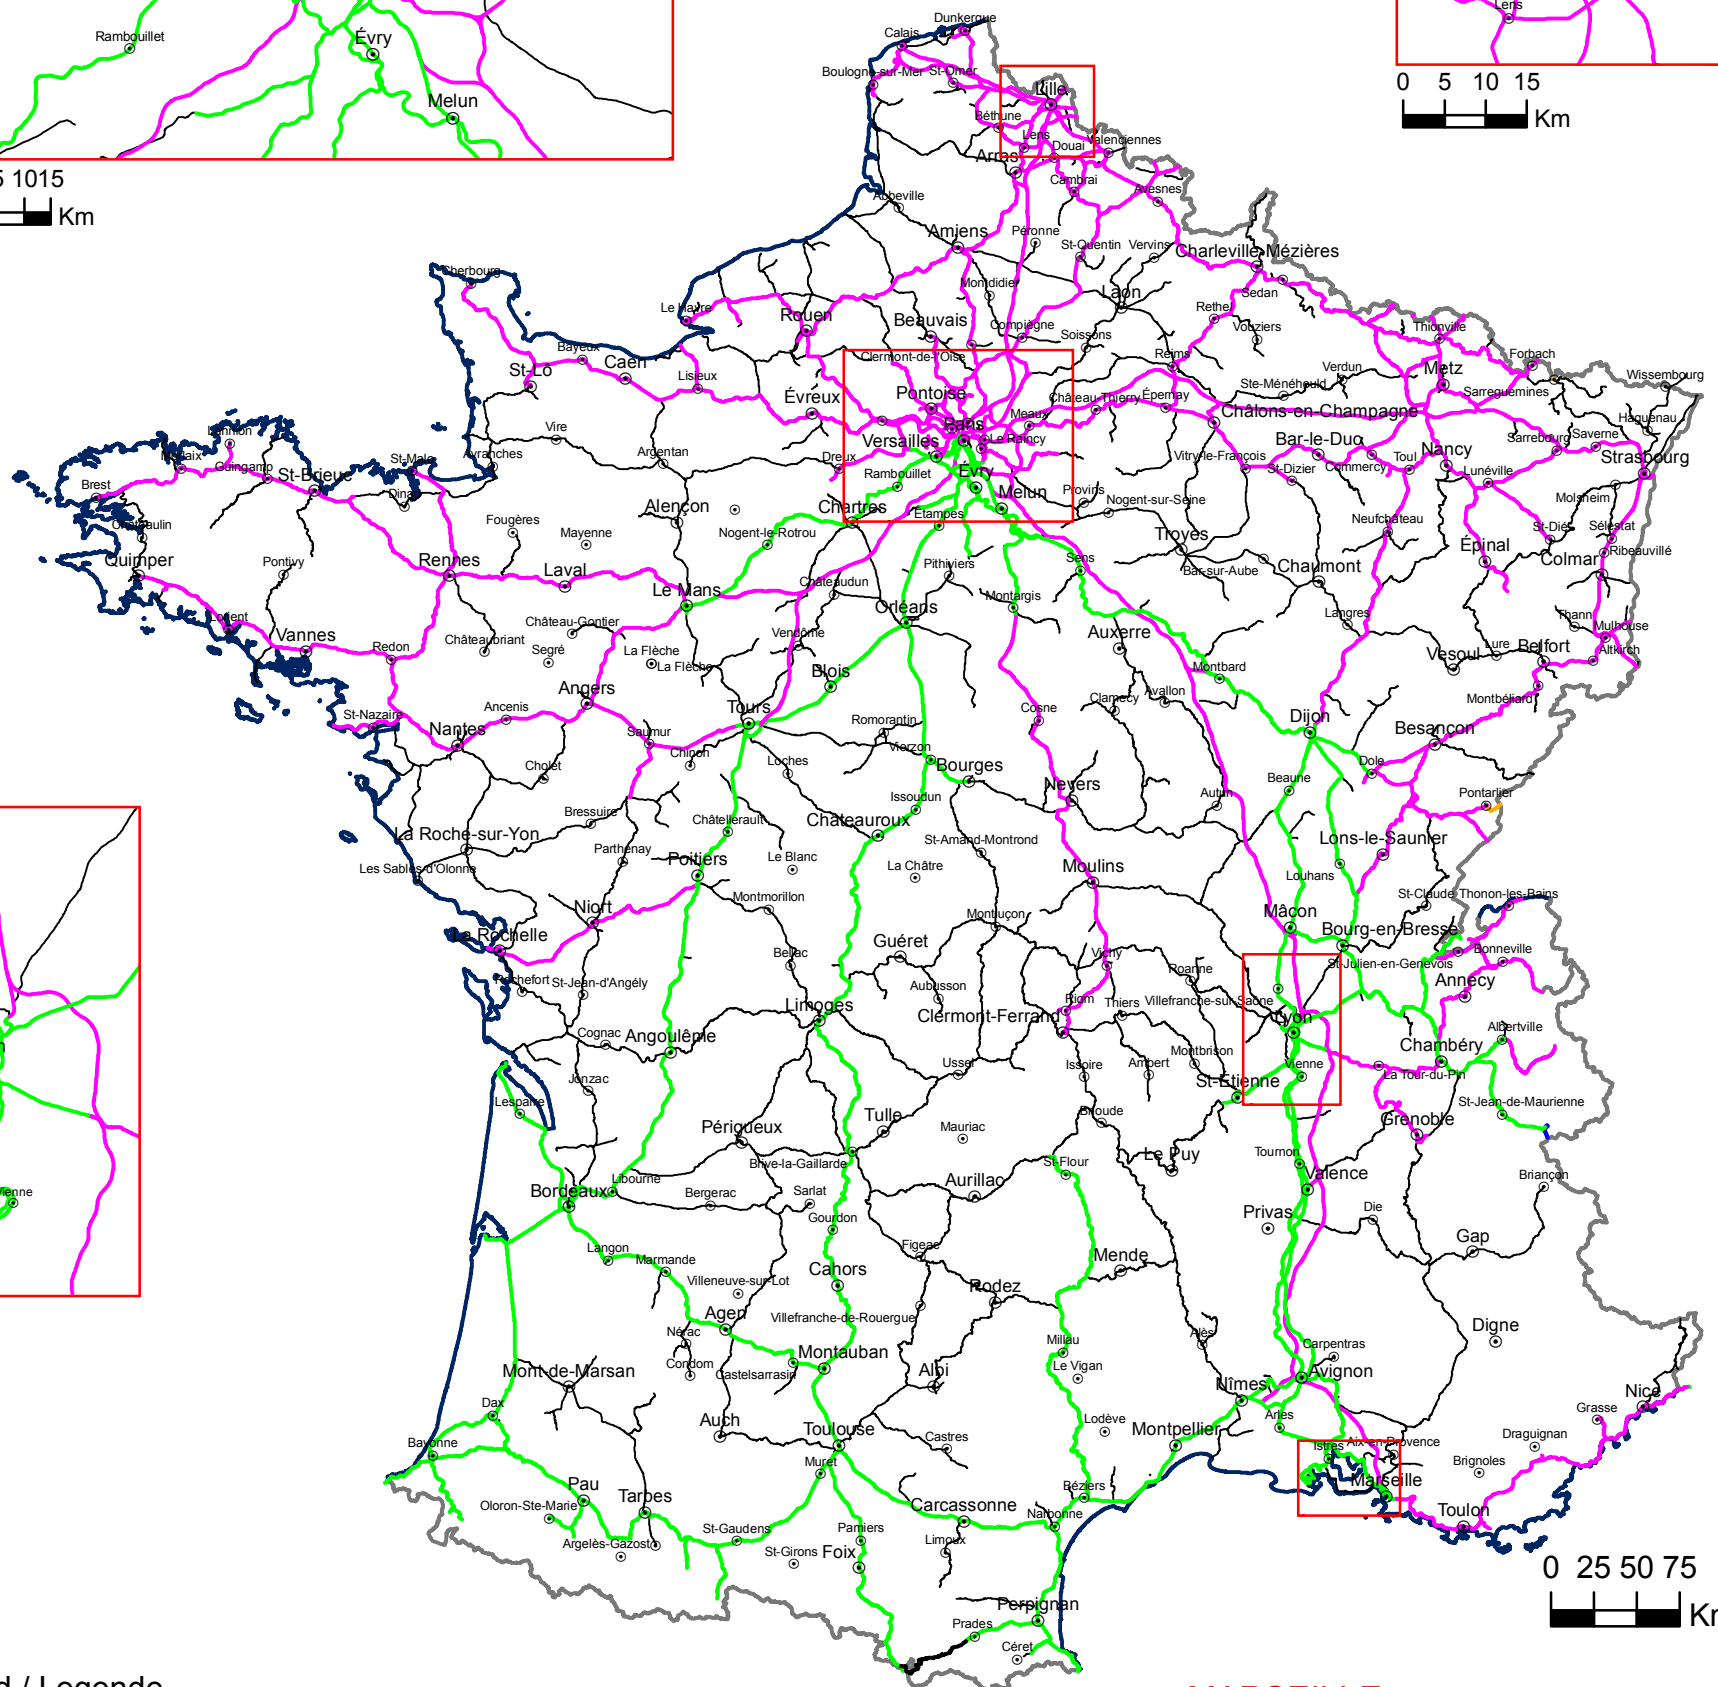 Rambouillet
Évry
Melun
5 1015
Km
Lens
0 5 10 15
Km
Dunkerque
Calais
Boulogne-sur-Mer
St-Omer
Lille
Béthune
Lens
Douai
Valenciennes
Arras
Cambrai
Avesnes
Abbeville
Amiens
Péronne
St-Quentin
Vervins
Charleville-Mézières
Cherbourg
Montdidier
Laon
Sedan
Le Havre
Rouen
Beauvais
Compiègne
Soissons
Rethel
Vouziers
Thionville
Bayeux
Caen
St-Lô
Lisieux
Clermont-de-l'Oise
Reims
Verdun
Metz
Forbach
Wissembourg
Évreux
Pontoise
Meaux
Château-Thierry
Épernay
Ste-Ménéhould
Sarreguemines
Châlons-en-Champagne
Haguenau
Lannion
Morlaix
Guingamp
St-Brieuc
St-Malo
Avranches
Vire
Argentan
Dreux
Versailles
Paris
Le Raincy
Rambouillet
Évry
Melun
Vitry-le-François
Bar-le-Duc
St-Dizier
Commercy
Toul
Nancy
Lunéville
Sarrebourg
Saverne
Strasbourg
Molsheim
Brest
Dinan
Châteaulin
Fougères
Mayenne
Alençon
Nogent-le-Rotrou
Chartres
Étampes
Provins
Nogent-sur-Seine
Troyes
Neufchâteau
St-Dié
Sélestat
Quimper
Pontivy
Rennes
Laval
Le Mans
Châteaudun
Pithiviers
Montargis
Sens
Bar-sur-Aube
Chaumont
Épinal
Colmar
Ribeauvillé
Lorient
Vannes
Redon
Châteaubriant
Château-Gontier
Segré
La Flèche
La Flèche
Vendôme
Orléans
Auxerre
Langres
Thann
Mulhouse
Altkirch
Lure
Vesoul
Belfort
Montbéliard
Blois
Montbard
Clamecy
Avallon
Cosne
St-Nazaire
Nantes
Ancenis
Angers
Saumur
Chinon
Tours
Romorantin
Vierzon
Dijon
Besançon
Dole
Cholet
Loches
Bourges
Nevers
Beaune
Autun
Pontarlier
Bressuire
Châtellerault
Issoudun
Châteauroux
Lons-le-Saunier
La Roche-sur-Yon
Parthenay
Poitiers
Le Blanc
La Châtre
St-Amand-Montrond
Moulins
Louhans
Les Sables-d'Olonne
Montmorillon
Niort
Montluçon
Mâcon
Bourg-en-Bresse
St-Claude
Thonon-les-Bains
La Rochelle
Bellac
Guéret
Vichy
Roanne
St-Julien-en-Genevois
Bonneville
Annecy
Rochefort
St-Jean-d'Angély
Aubusson
Limoges
Clermont-Ferrand
Riom
Thiers
Villefranche-sur-Saône
Lyon
Albertville
Cognac
Angoulême
Ussel
Issoire
Ambert
Montbrison
St-Etienne
Vienne
La Tour-du-Pin
Chambéry
Jonzac
Lesparre
Périgueux
Tulle
Mauriac
Brioude
Le Puy
Tournon
Grenoble
St-Jean-de-Maurienne
Brive-la-Gaillarde
St-Flour
Valence
Briançon
Libourne
Bordeaux
Bergerac
Sarlat
Aurillac
Privas
Die
Gap
Gourdon
Langon
Marmande
Figeac
Cahors
Villeneuve-sur-Lot
Mende
Rodez
Agen
Villefranche-de-Rouergue
Nérac
Condom
Castelsarrasin
Montauban
Millau
Le Vigan
Alès
Carpentras
Digne
Avignon
Mont-de-Marsan
Albi
Nîmes
Nice
Grasse
Dax
Auch
Toulouse
Castres
Lodève
Montpellier
Arles
Istres
Aix-en-Provence
Draguignan
Brignoles
Bayonne
Muret
Pau
Tarbes
Oloron-Ste-Marie
Béziers
Marseille
Toulon
Carcassonne
Narbonne
Argelès-Gazost
St-Gaudens
Pamiers
St-Girons
Foix
Limoux
Perpignan
Prades
Céret
0 25 50 75